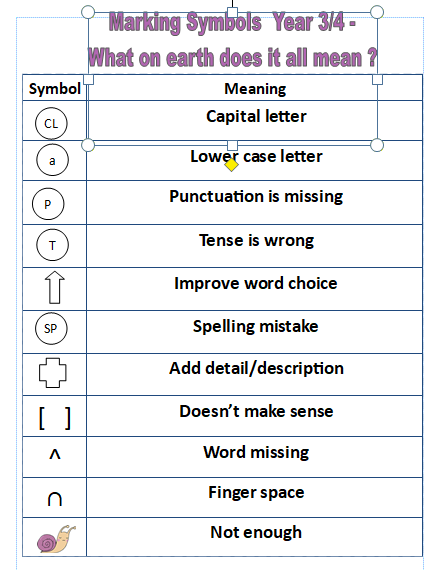 Marking Symbols Year 3/4 -
What on earth does it all mean ?
Symbol Meaning
CL Capital letter
a Lower case letter
P Punctuation is missing
T Tense is wrong
Improve word choice
SP Spelling mistake
Add detail/description
[ ] Doesn’t make sense
^ Word missing
∩ Finger space
Not enough